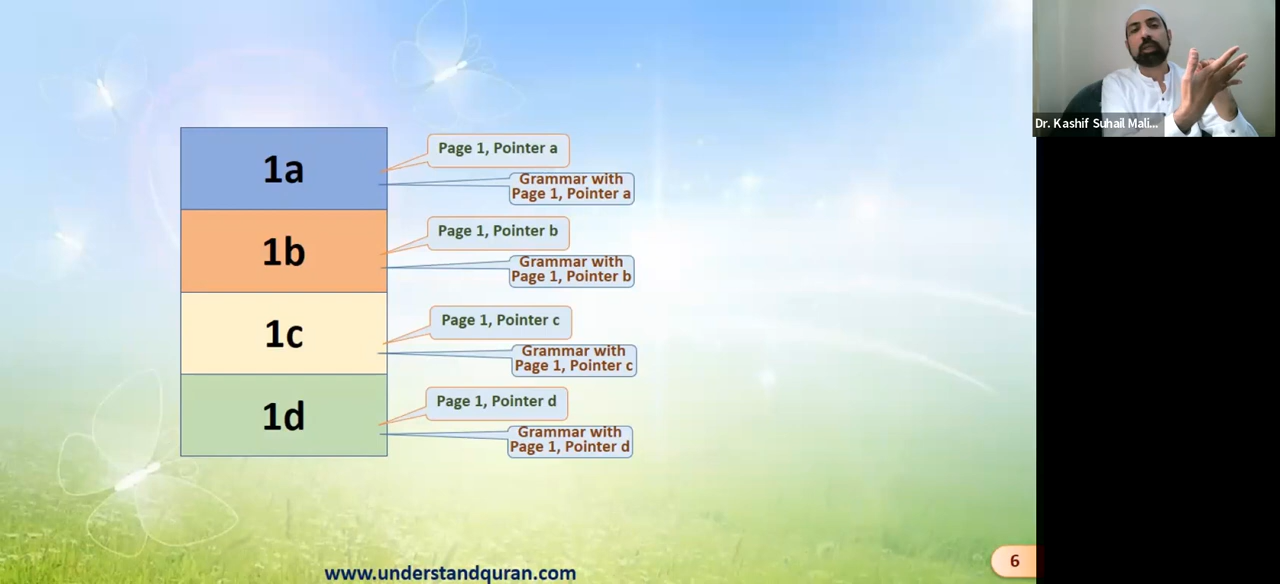 Dr. Kashif Suhail Mali...
1a
Page 1, Pointer a
Grammar with
Page 1, Pointer a
1b
Page 1, Pointer b
Grammar with
Page 1, Pointer b
1c
Page 1, Pointer c
Grammar with
Page 1, Pointer c
1d
Page 1, Pointer d
Grammar with
Page 1, Pointer d
6
www.understandquran.com